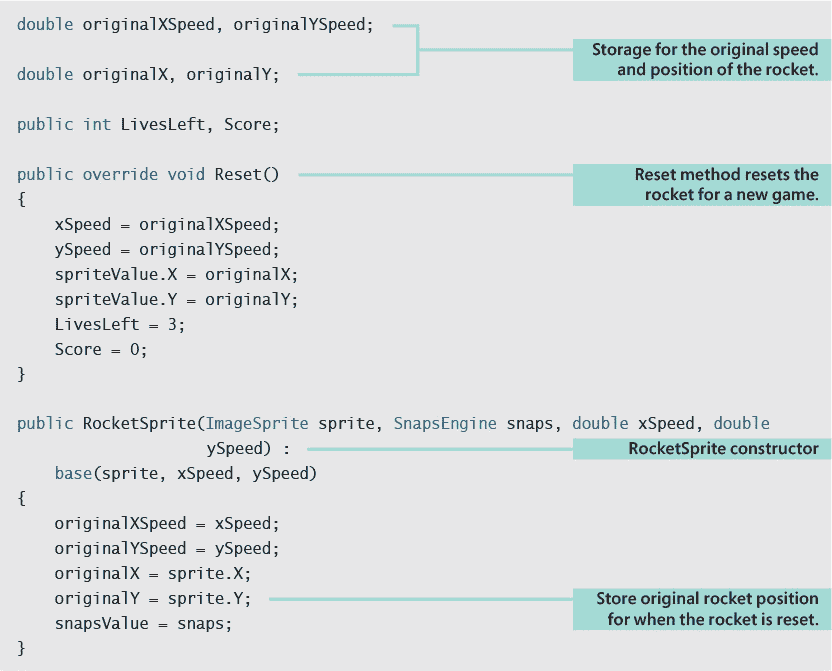 double originalXSpeed, originalYSpeed;
Storage for the original speed
and position of the rocket.
double originalX, originalY;
public int LivesLeft, Score;
public override void Reset()
Reset method resets the
rocket for a new game.
{
xSpeed = originalXSpeed;
ySpeed = originalYSpeed;
spriteValue.X = originalX;
spriteValue.Y = originalY;
LivesLeft = 3;
Score = 0;
}
public RocketSprite(ImageSprite sprite, SnapsEngine snaps, double xSpeed, double
ySpeed) :
RocketSprite constructor
base(sprite, xSpeed, ySpeed)
{
originalXSpeed = xSpeed;
originalYSpeed = ySpeed;
originalX = sprite.X;
originalY = sprite.Y;
Store original rocket position
for when the rocket is reset.
snapsValue = snaps;
}